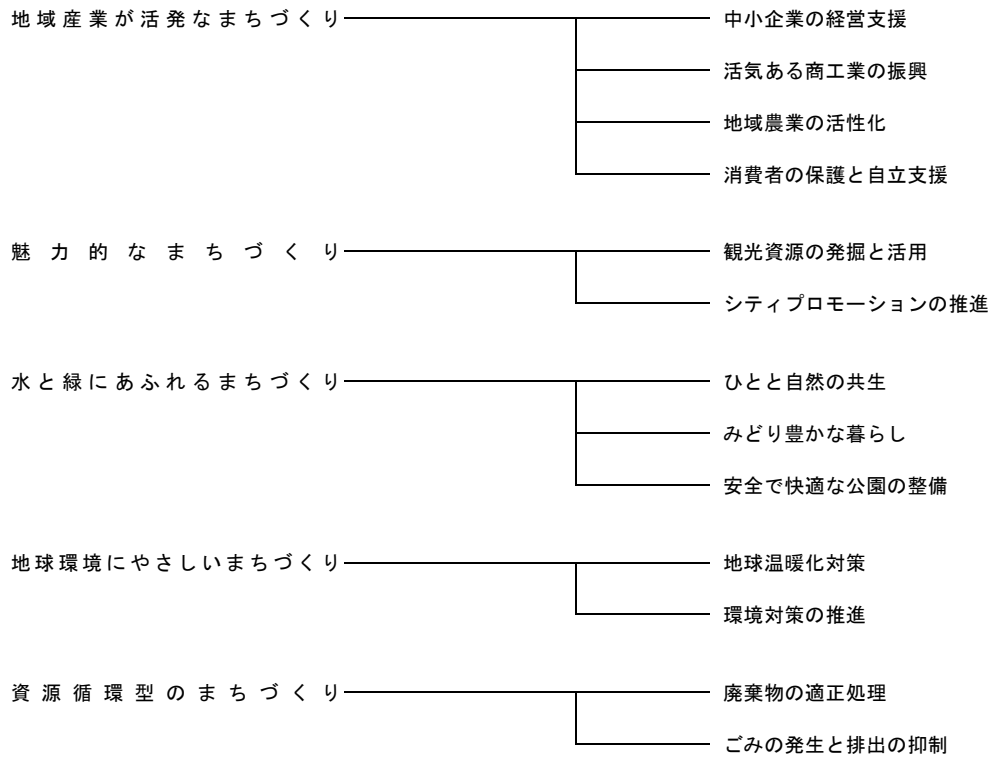 地域産業が活発なまちづくり
中小企業の経営支援
活気ある商工業の振興
地域農業の活性化
消費者の保護と自立支援
魅力的なまちづくり
観光資源の発掘と活用
シティプロモーションの推進
水と緑にあふれるまちづくり
ひとと自然の共生
みどり豊かな暮らし
安全で快適な公園の整備
地球環境にやさしいまちづくり
地球温暖化対策
環境対策の推進
資源循環型のまちづくり
廃棄物の適正処理
ごみの発生と排出の抑制